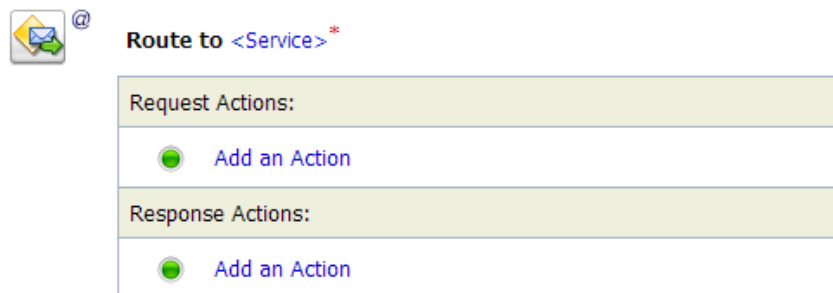 @
Route to <Service>*
Request Actions:
Add an Action
Response Actions:
Add an Action